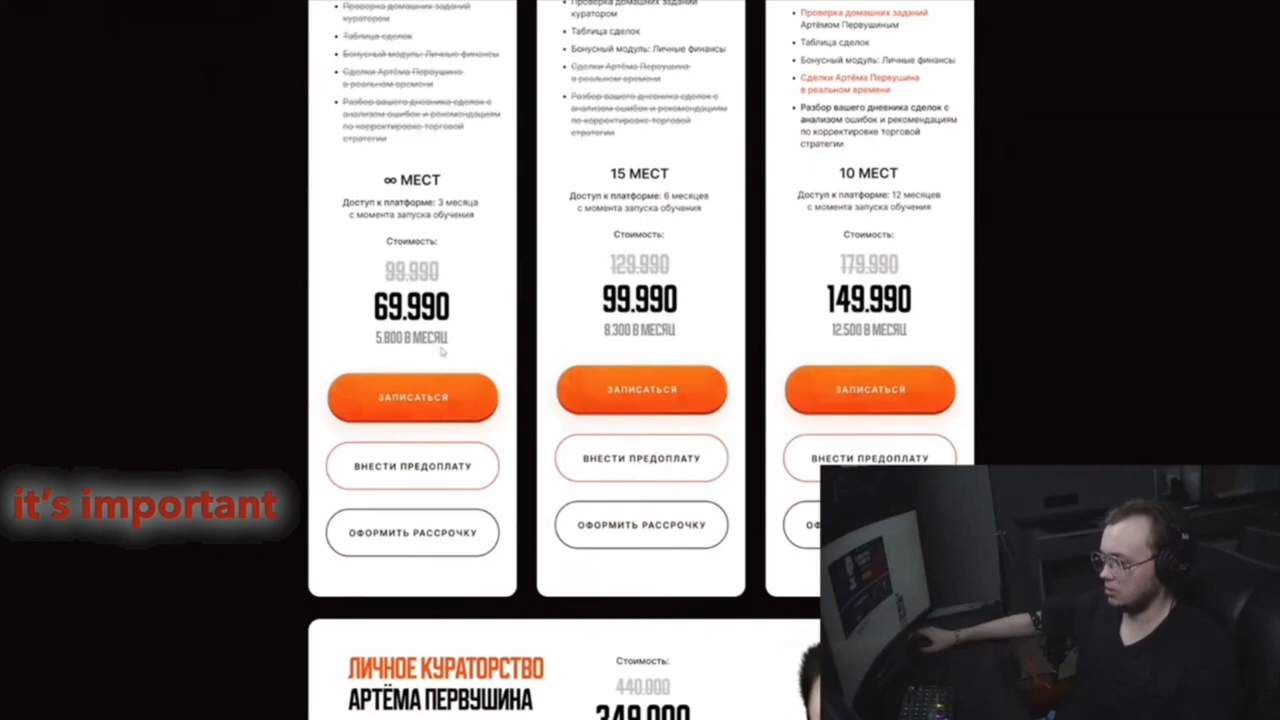 Проверка домашних заданий
куратором
Таблица сделок
Бонусный модуль: Личные финансы
Сделки Артёма Первушина
в реальном времени
Разбор вашего дневника сделок с
анализом ошибок и рекомендациям
по корректировке торговой
стратегии
∞ МЕСТ
Доступ к платформе: 3 месяца
с момента запуска обучения
Стоимость:
99.990
69.990
5.800 В МЕСЯЦ
ЗАПИСАТЬСЯ
ВНЕСТИ ПРЕДОПЛАТУ
ОФОРМИТЬ РАССРОЧКУ
Проверка домашних заданий
куратором
Таблица сделок
Бонусный модуль: Личные финансы
Сделки Артёма Первушина
в реальном времени
Разбор вашего дневника сделок с
анализом ошибок и рекомендациям
по корректировке торговой
стратегии
15 МЕСТ
Доступ к платформе: 6 месяцев
с момента запуска обучения
Стоимость:
129.990
99.990
8.300 В МЕСЯЦ
ЗАПИСАТЬСЯ
ВНЕСТИ ПРЕДОПЛАТУ
ОФОРМИТЬ РАССРОЧКУ
Проверка домашних заданий
Артёмом Первушиным
Таблица сделок
Бонусный модуль: Личные финансы
Сделки Артёма Первушина
в реальном времени
Разбор вашего дневника сделок с
анализом ошибок и рекомендациям
по корректировке торговой
стратегии
10 МЕСТ
Доступ к платформе: 12 месяцев
с момента запуска обучения
Стоимость:
179.990
149.990
12.500 В МЕСЯЦ
ЗАПИСАТЬСЯ
ВНЕСТИ ПРЕДОПЛАТУ
it's important
ЛИЧНОЕ КУРАТОРСТВО
АРТЁМА ПЕРВУШИНА
Стоимость:
440.000
349.000